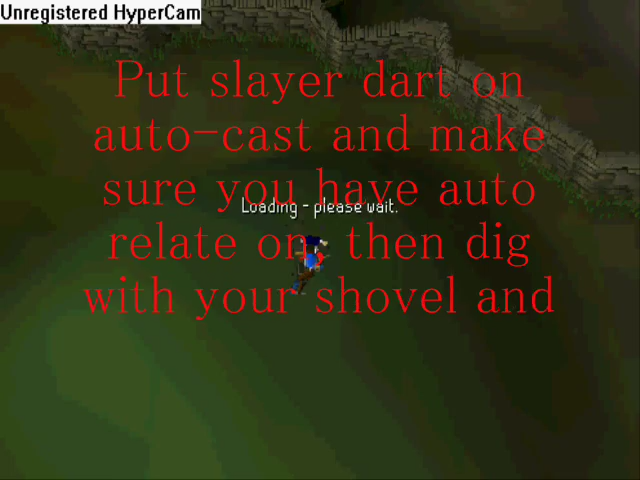 Unregistered HyperCam
Put slayer dart on
auto-cast and make
sure you have auto
Loading - please wait.
relate on, then dig
with your shovel and